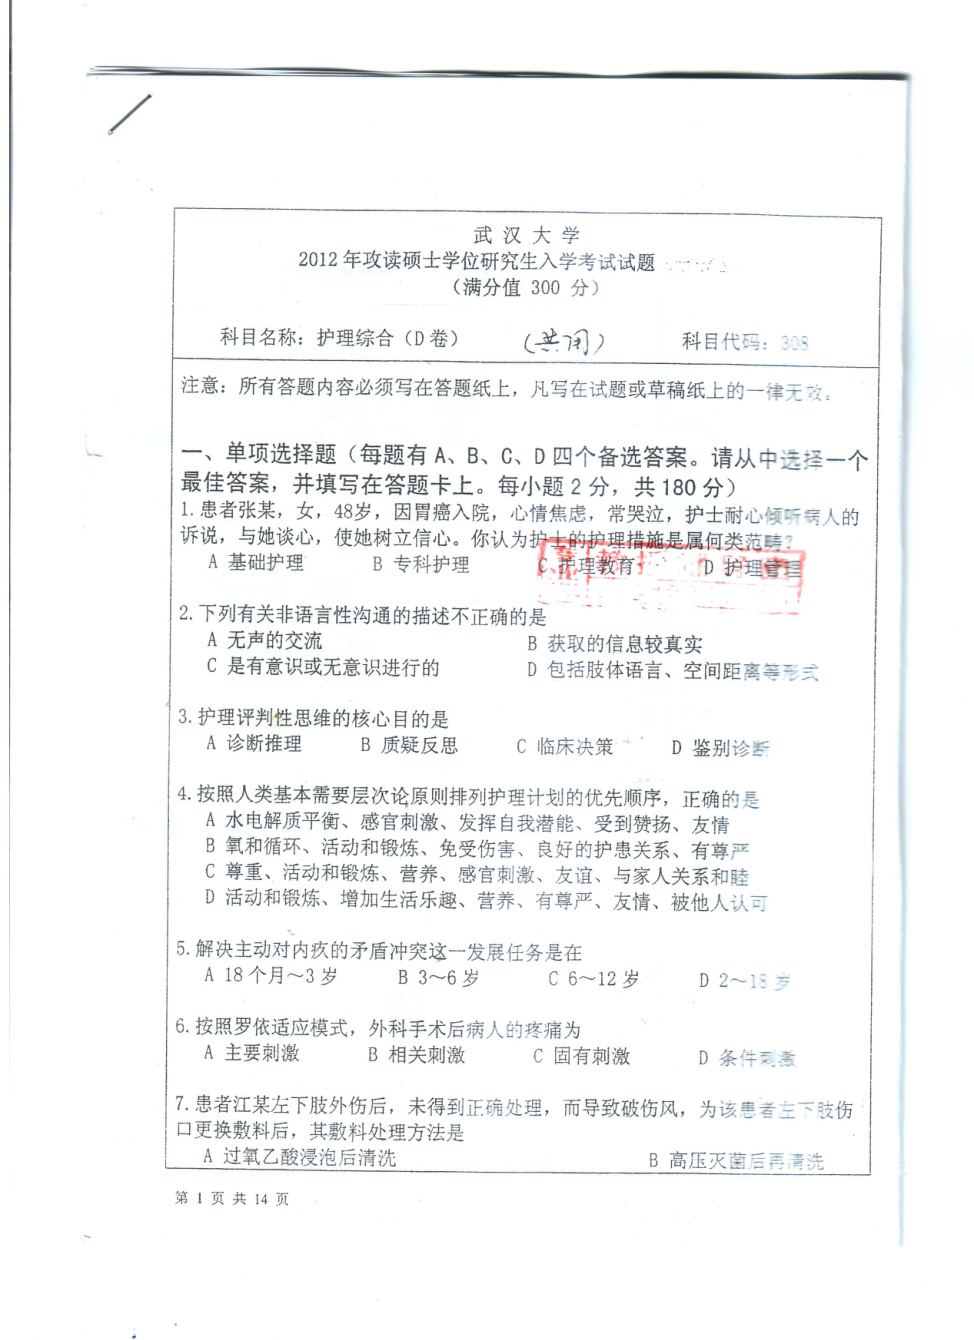 武汉大学
2012 年攻读硕士学位研究生入学考试试题
（满分值 300 分）
科目名称：护理综合（D 卷） 科目代码：308
注意：所有答题内容必须写在答题纸上，凡写在试题或草稿纸上的一律无效。
一、单项选择题（每题有 A、B、C、D 四个备选答案。请从中选择一个
最佳答案，并填写在答题卡上。每小题 2 分，共 180 分）
1. 患者张某，女，48岁，因胃癌入院，心情焦虑，常哭泣，护士耐心倾听病人的
诉说，与她谈心，使她树立信心。你认为护士的护理措施是属何类范畴？
A 基础护理 B 专科护理 C 护理教育 D 护理管理
2. 下列有关非语言性沟通的描述不正确的是
A 无声的交流 B 获取的信息较真实
C 是有意识或无意识进行的 D 包括肢体语言、空间距离等形式
3. 护理评判性思维的核心目的是
A 诊断推理 B 质疑反思 C 临床决策 D 鉴别诊断
4. 按照人类基本需要层次论原则排列护理计划的优先顺序，正确的是
A 水电解质平衡、感官刺激、发挥自我潜能、受到赞扬、友情
B 氧和循环、活动和锻炼、免受伤害、良好的护患关系、有尊严
C 尊重、活动和锻炼、营养、感官刺激、友谊、与家人关系和睦
D 活动和锻炼、增加生活乐趣、营养、有尊严、友情、被他人认可
5. 解决主动对内疚的矛盾冲突这一发展任务是在
A 18 个月～3 岁 B 3～6 岁 C 6～12 岁 D 2～18 岁
6. 按照罗依适应模式，外科手术后病人的疼痛为
A 主要刺激 B 相关刺激 C 固有刺激 D 条件刺激
7. 患者江某左下肢外伤后，未得到正确处理，而导致破伤风，为该患者左下肢伤
口更换敷料后，其敷料处理方法是
A 过氧乙酸浸泡后清洗 B 高压灭菌后再清洗
第 1 页 共 14 页